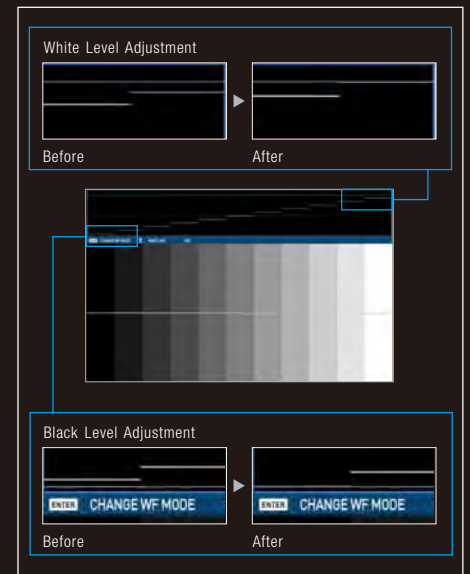 White Level Adjustment
Before After
Black Level Adjustment
ENTER CHANGE WF MODE ENTER CHANGE WF MODE
Before After